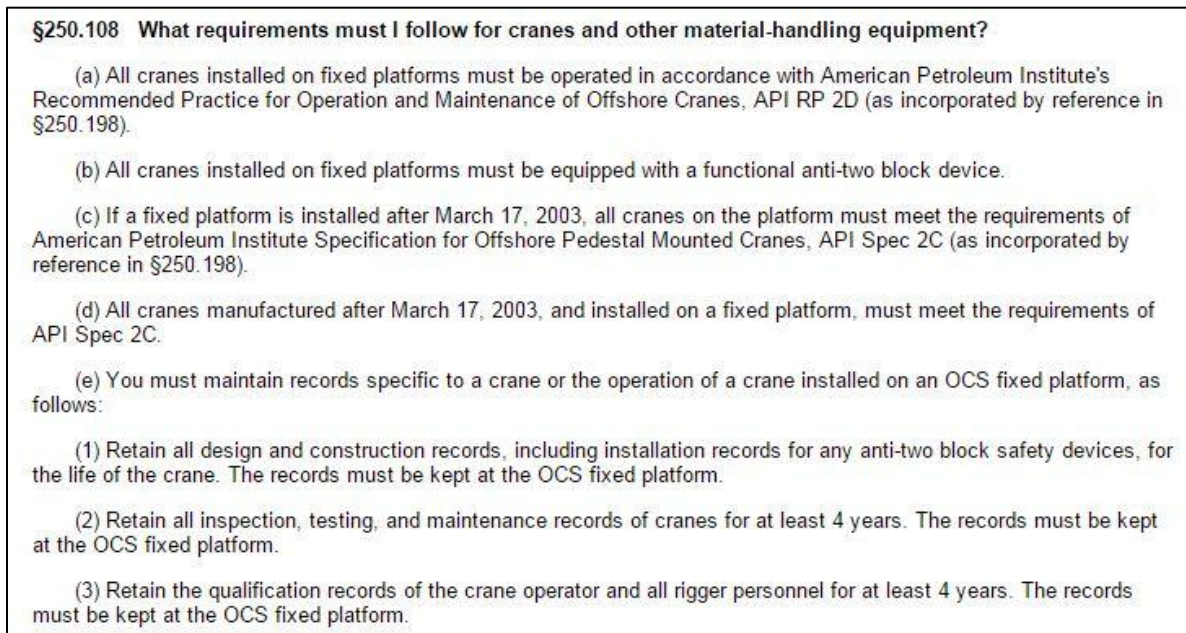 §250.108 What requirements must I follow for cranes and other material-handling equipment?
(a) All cranes installed on fixed platforms must be operated in accordance with American Petroleum Institute's
Recommended Practice for Operation and Maintenance of Offshore Cranes, API RP 2D (as incorporated by reference in
§250.198).
(b) All cranes installed on fixed platforms must be equipped with a functional anti-two block device.
(c) If a fixed platform is installed after March 17, 2003, all cranes on the platform must meet the requirements of
American Petroleum Institute Specification for Offshore Pedestal Mounted Cranes, API Spec 2C (as incorporated by
reference in §250.198).
(d) All cranes manufactured after March 17, 2003, and installed on a fixed platform, must meet the requirements of
API Spec 2C.
(e) You must maintain records specific to a crane or the operation of a crane installed on an OCS fixed platform, as
follows:
(1) Retain all design and construction records, including installation records for any anti-two block safety devices, for
the life of the crane. The records must be kept at the OCS fixed platform.
(2) Retain all inspection, testing, and maintenance records of cranes for at least 4 years. The records must be kept
at the OCS fixed platform.
(3) Retain the qualification records of the crane operator and all rigger personnel for at least 4 years. The records
must be kept at the OCS fixed platform.